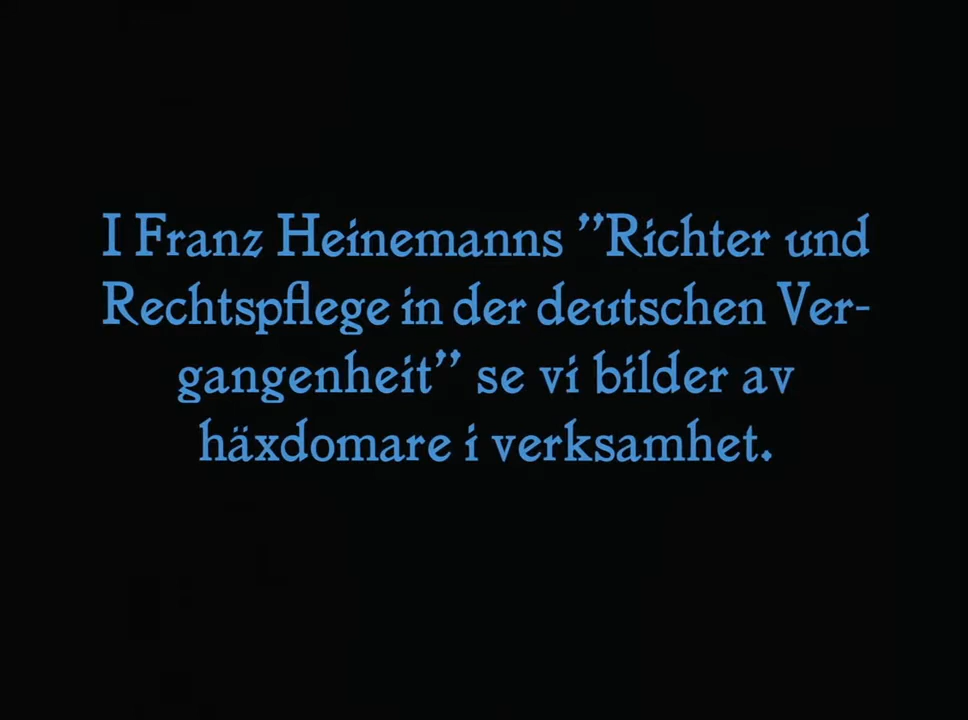 I Franz Heinemanns ”Richter und
Rechtspflege in der deutschen Ver-
gangenheit” se vi bilder av
häxdomare i verksamhet.